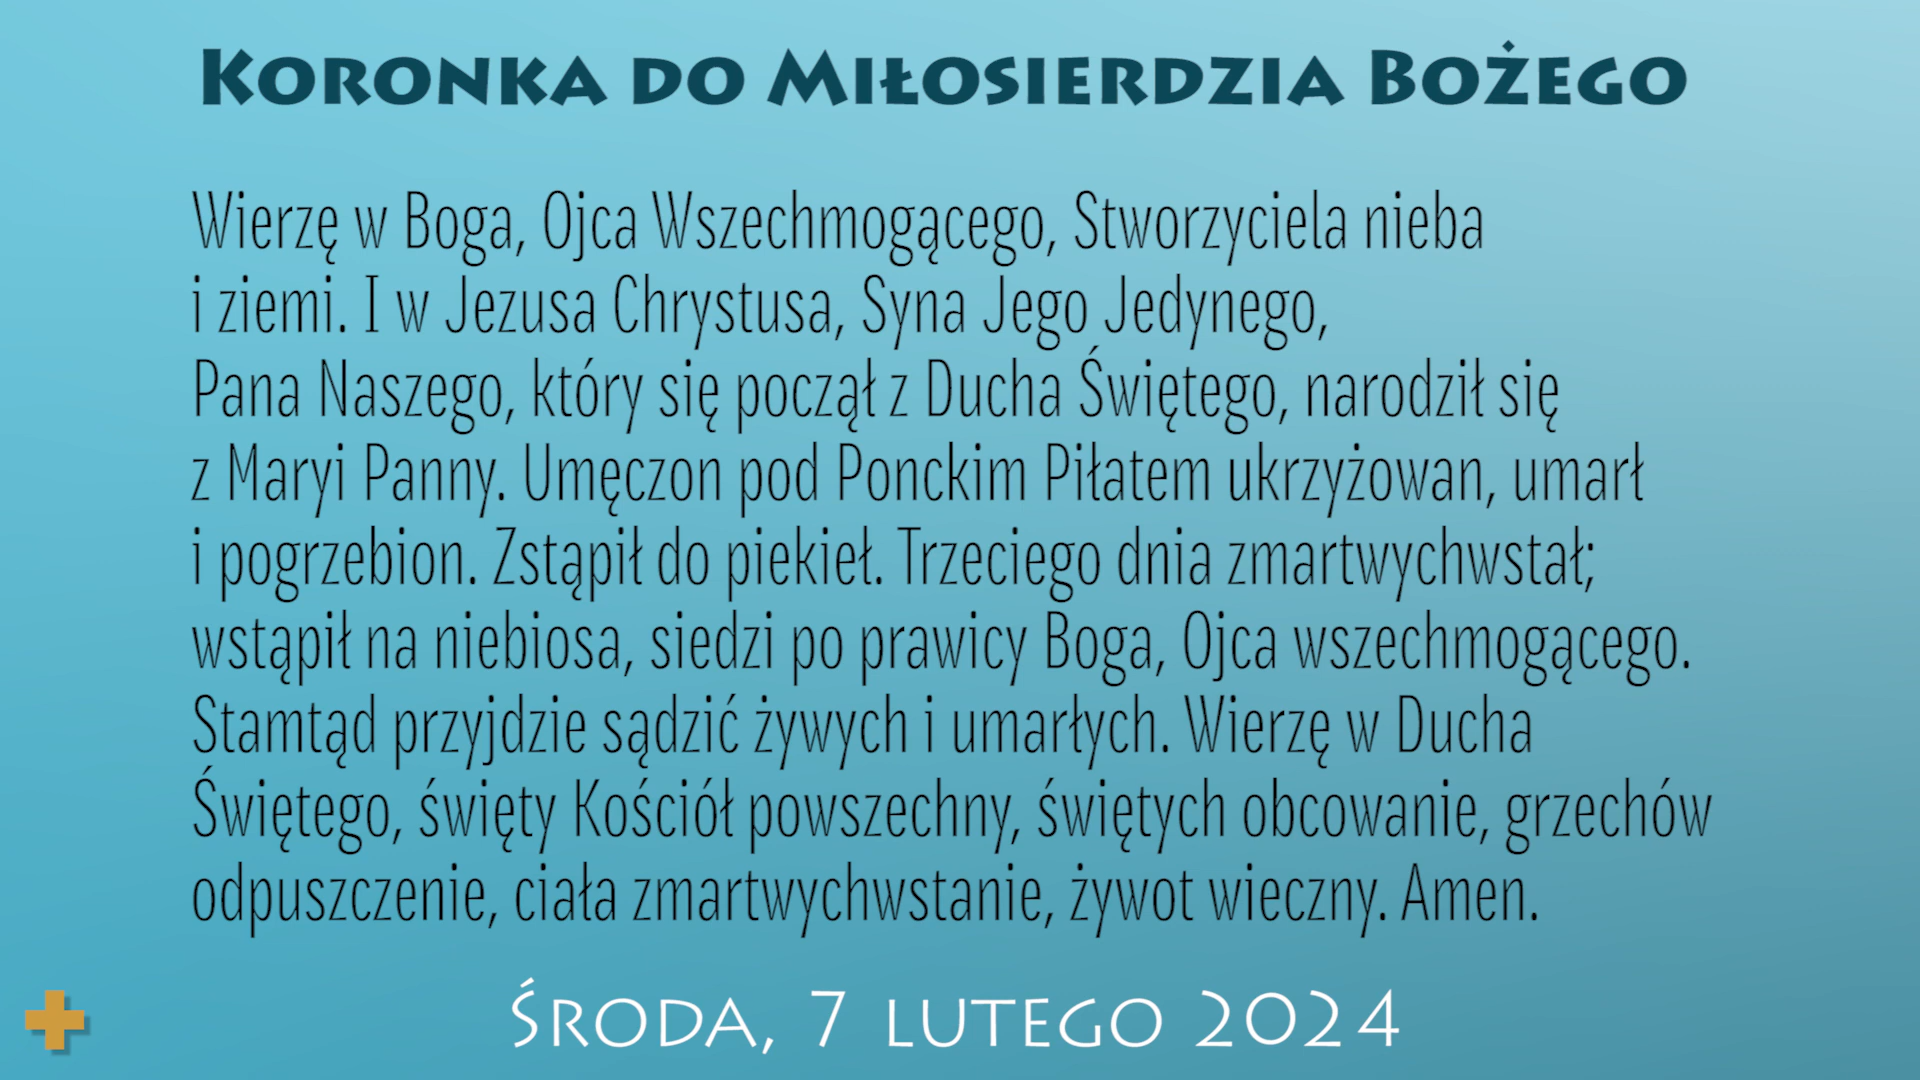 Koronka do Miłosierdzia Bożego
Wierzę w Boga, Ojca Wszechmogącego, Stworzyciela nieba
i ziemi. I w Jezusa Chrystusa, Syna Jego Jedynego,
Pana Naszego, który się począł z Ducha Świętego, narodził się
z Maryi Panny. Umęczon pod Ponckim Piłatem ukrzyżowan, umarł
i pogrzebion. Zstąpił do piekieł. Trzeciego dnia zmartwychwstał;
wstąpił na niebiosa, siedzi po prawicy Boga, Ojca wszechmogącego.
Stamtąd przyjdzie sądzić żywych i umarłych. Wierzę w Ducha
Świętego, święty Kościół powszechny, świętych obcowanie, grzechów
odpuszczenie, ciała zmartwychwstanie, żywot wieczny. Amen.
Środa, 7 lutego 2024